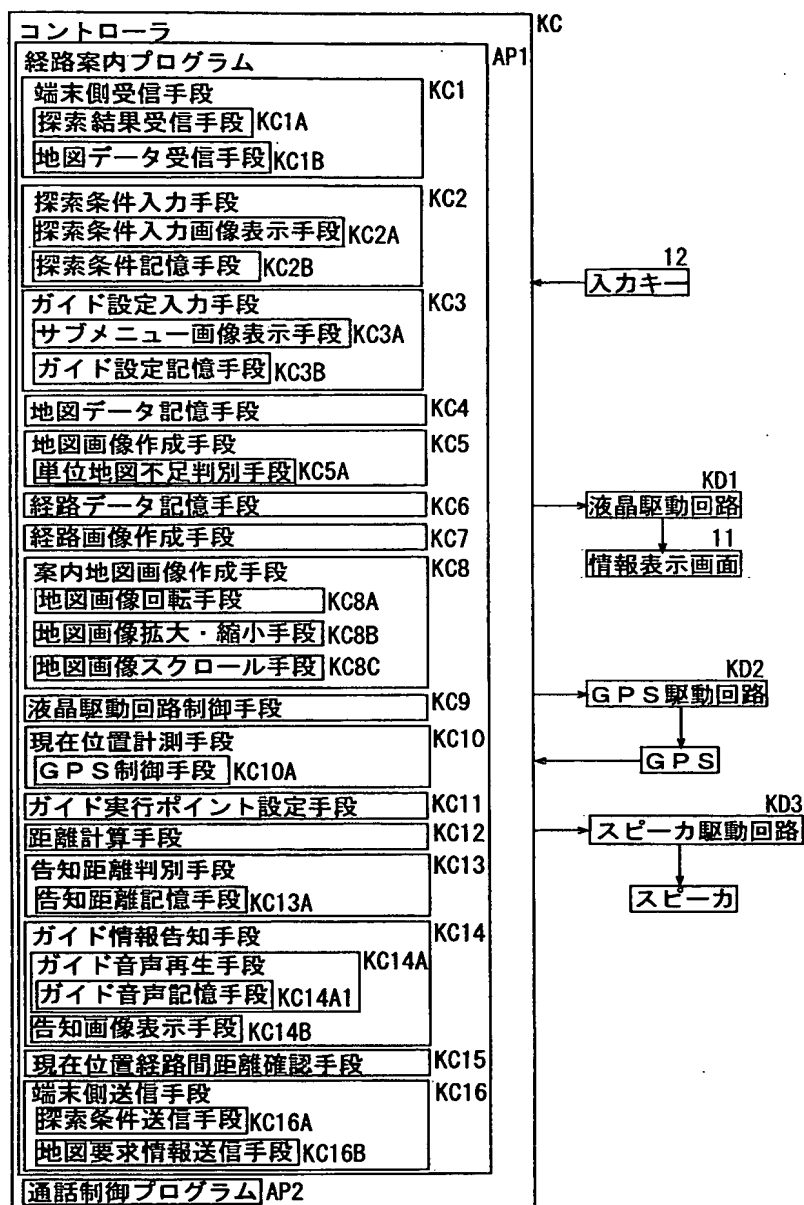 コントローラ KC
経路案内プログラム AP1
端末側受信手段 KC1
探索結果受信手段 KC1A
地図データ受信手段 KC1B
探索条件入力手段 KC2
探索条件入力画像表示手段 KC2A
探索条件記憶手段 KC2B
12
入力キー
ガイド設定入力手段 KC3
サブメニュー画像表示手段 KC3A
ガイド設定記憶手段 KC3B
地図データ記憶手段 KC4
地図画像作成手段 KC5
単位地図不足判別手段 KC5A
経路データ記憶手段 KC6
KD1
液晶駆動回路
経路画像作成手段 KC7
11
情報表示画面
案内地図画像作成手段 KC8
地図画像回転手段 KC8A
地図画像拡大・縮小手段 KC8B
地図画像スクロール手段 KC8C
KD2
GPS駆動回路
液晶駆動回路制御手段 KC9
現在位置計測手段 KC10
GPS制御手段 KC10A
GPS
ガイド実行ポイント設定手段 KC11
KD3
スピーカ駆動回路
距離計算手段 KC12
告知距離判別手段 KC13
告知距離記憶手段 KC13A
スピーカ
ガイド情報告知手段 KC14
ガイド音声再生手段 KC14A
ガイド音声記憶手段 KC14A1
告知画像表示手段 KC14B
現在位置経路間距離確認手段 KC15
端末側送信手段 KC16
探索条件送信手段 KC16A
地図要求情報送信手段 KC16B
通話制御プログラム AP2